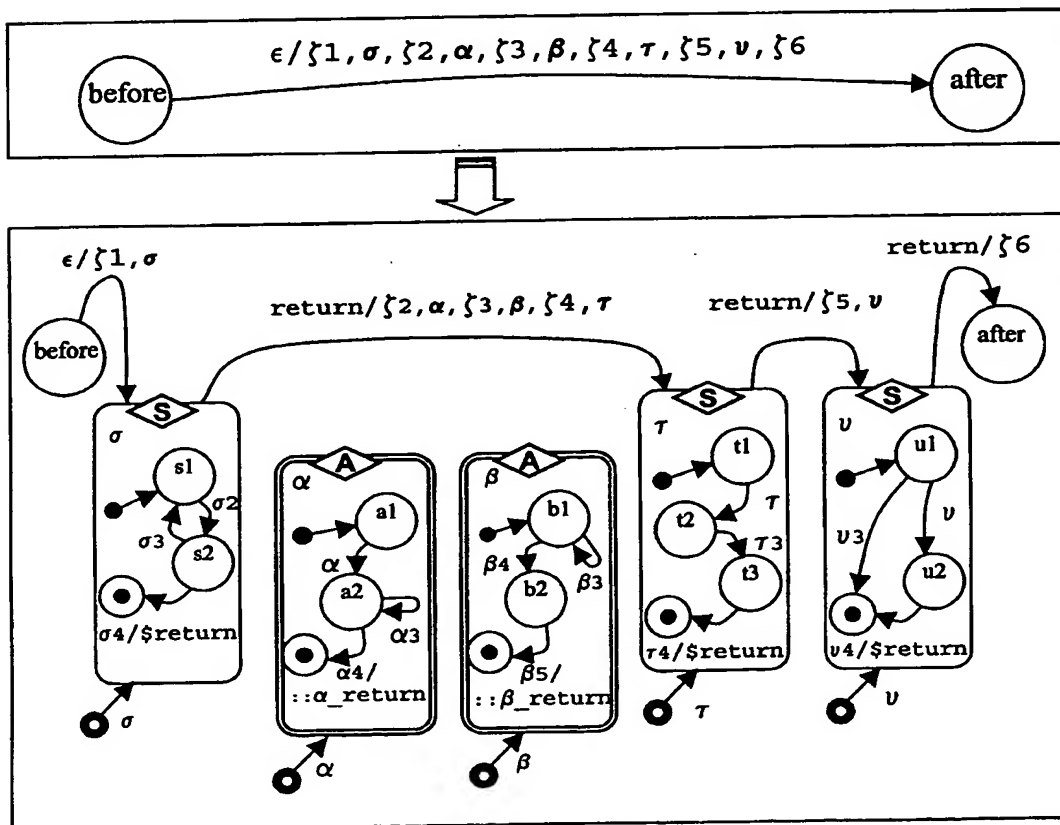 ϵ/ζ1,σ,ζ2,α,ζ3,β,ζ4,τ,ζ5,υ,ζ6
before
after
ϵ/ζ1,σ
return/ζ6
return/ζ2,α,ζ3,β,ζ4,τ
return/ζ5,υ
before
after
S
σ
s1
σ2
σ3
s2
σ4/$return
σ
A
α
a1
α
a2
α3
α4/
::α_return
α
A
β
b1
β4
β3
b2
β5/
::β_return
β
S
τ
t1
τ
t2
τ3
t3
τ4/$return
τ
S
υ
u1
υ3
υ
u2
υ4/$return
υ